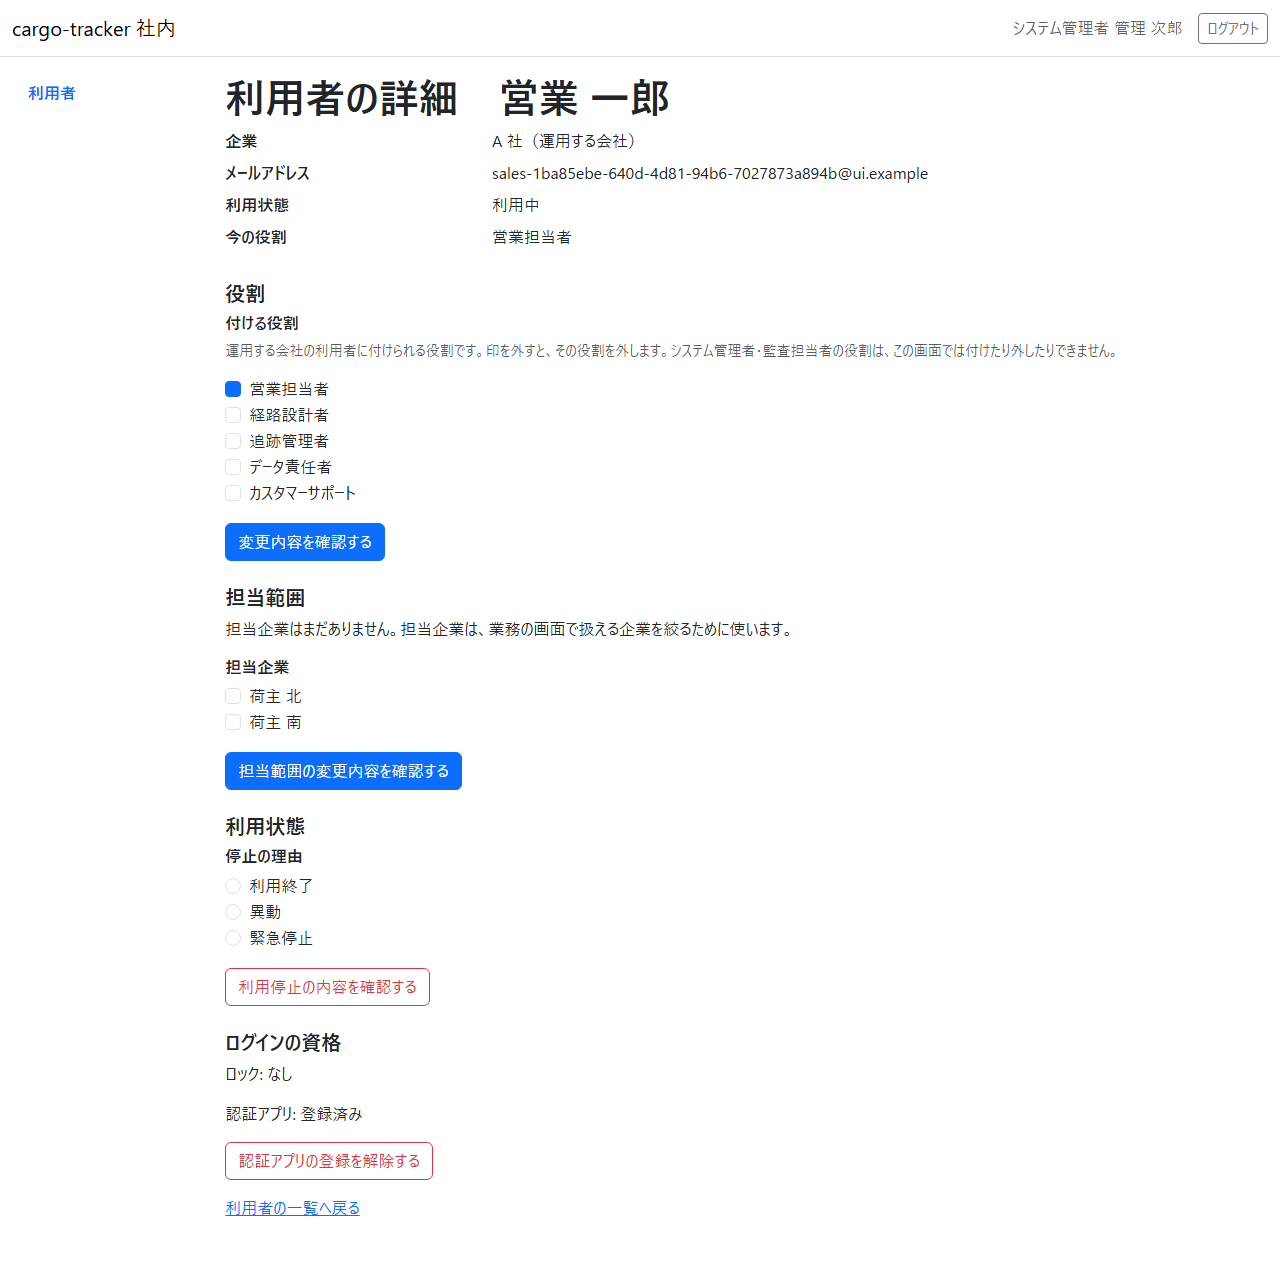 cargo-tracker 社内
システム管理者 管理 次郎
ログアウト
利用者
利用者の詳細　営業 一郎
企業
A 社（運用する会社）
メールアドレス
sales-1ba85ebe-640d-4d81-94b6-7027873a894b@ui.example
利用状態
利用中
今の役割
営業担当者
役割
付ける役割
運用する会社の利用者に付けられる役割です。印を外すと、その役割を外します。システム管理者・監査担当者の役割は、この画面では付けたり外したりできません。
営業担当者
経路設計者
追跡管理者
データ責任者
カスタマーサポート
変更内容を確認する
担当範囲
担当企業はまだありません。担当企業は、業務の画面で扱える企業を絞るために使います。
担当企業
荷主 北
荷主 南
担当範囲の変更内容を確認する
利用状態
停止の理由
利用終了
異動
緊急停止
利用停止の内容を確認する
ログインの資格
ロック: なし
認証アプリ: 登録済み
認証アプリの登録を解除する
利用者の一覧へ戻る